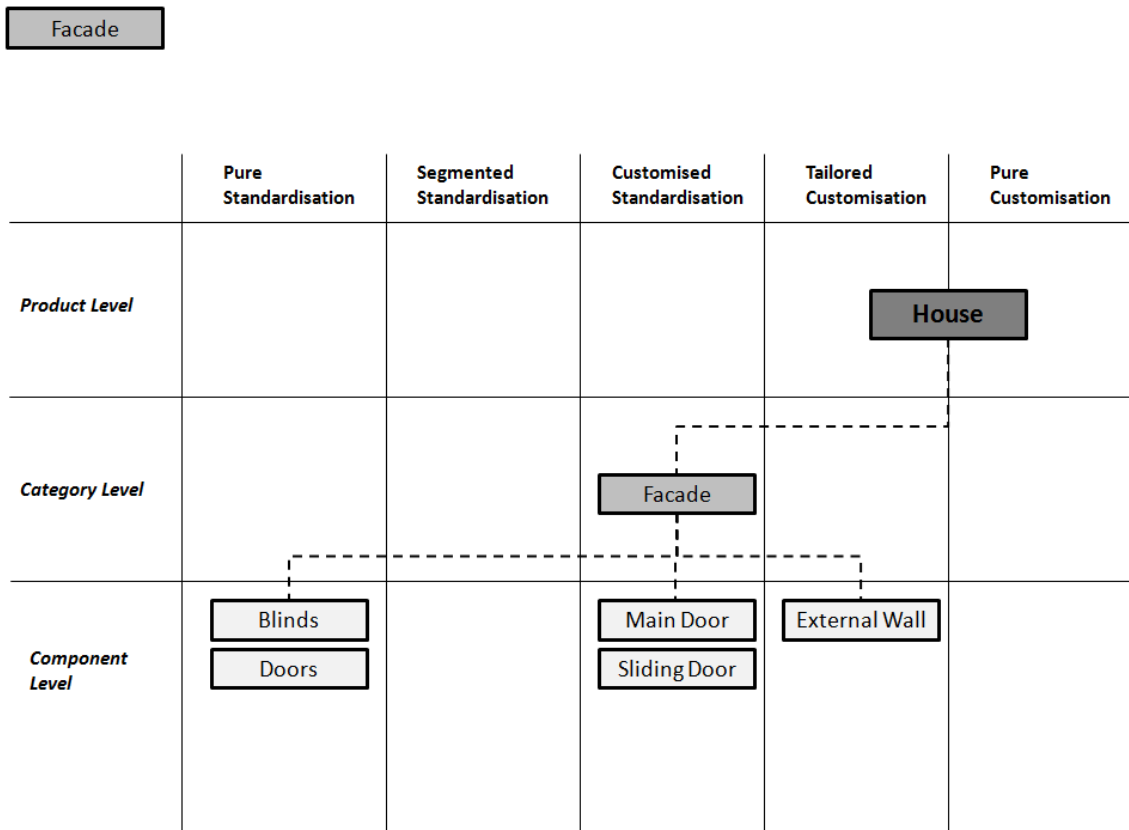 Facade
Pure
Standardisation
Segmented
Standardisation
Customised
Standardisation
Tailored
Customisation
Pure
Customisation
Product Level
House
Category Level
Facade
Component
Level
Blinds
Main Door
External Wall
Doors
Sliding Door